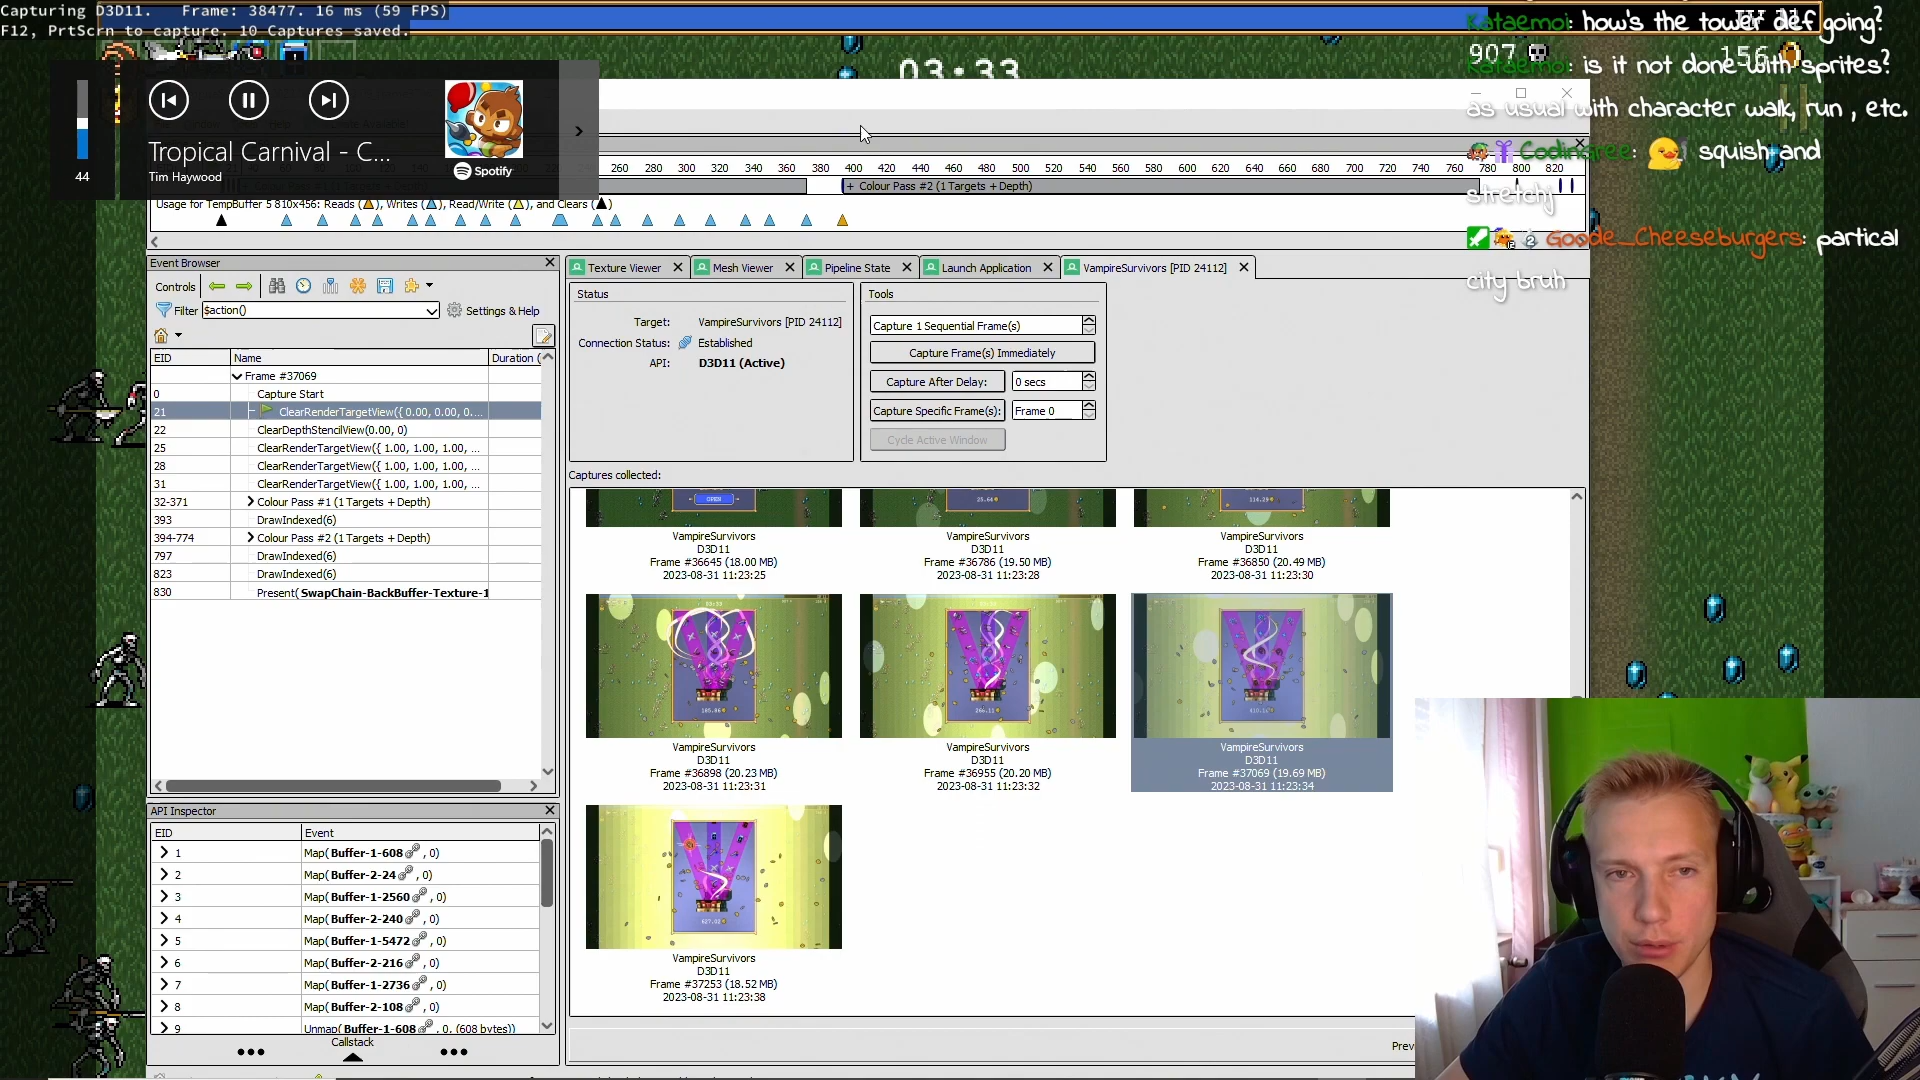 Capturing D3D11. Frame: 38477. 16 ms (59 FPS)
F12, PrtScrn to capture. 10 Captures saved.
03:33
907
156
Kataemoi: how's the tower def going?
Kataemoi: is it not done with sprites?
as usual with character walk, run , etc.
Codingree: squish and
stretchj
Goode_Cheeseburgers: partical
city bruh
44
Tropical Carnival - C...
Tim Haywood
Spotify
260 280 300 320 340 360 380 400 420 440 460 480 500 520 540 560 580 600 620 640 660 680 700 720 740 760 780 800 820
+ Colour Pass #2 (1 Targets + Depth)
Usage for TempBuffer 5 810x456: Reads ( ), Writes ( ), Read/Write ( ), and Clears ( )
Event Browser
Controls
Filter $action() Settings & Help
EID Name Duration (
Frame #37069
0 Capture Start
21 ClearRenderTargetView({ 0.00, 0.00, 0....
22 ClearDepthStencilView(0.00, 0)
25 ClearRenderTargetView({ 1.00, 1.00, 1.00, ...
28 ClearRenderTargetView({ 1.00, 1.00, 1.00, ...
31 ClearRenderTargetView({ 1.00, 1.00, 1.00, ...
32-371 Colour Pass #1 (1 Targets + Depth)
393 DrawIndexed(6)
394-774 Colour Pass #2 (1 Targets + Depth)
797 DrawIndexed(6)
823 DrawIndexed(6)
830 Present( SwapChain-BackBuffer-Texture-1
API Inspector
EID Event
1 Map( Buffer-1-608 , 0)
2 Map( Buffer-2-24 , 0)
3 Map( Buffer-1-2560 , 0)
4 Map( Buffer-2-240 , 0)
5 Map( Buffer-1-5472 , 0)
6 Map( Buffer-2-216 , 0)
7 Map( Buffer-1-2736 , 0)
8 Map( Buffer-2-108 , 0)
9 Unmap( Buffer-1-608 , 0, (608 bytes))
Callstack
Texture Viewer Mesh Viewer Pipeline State Launch Application VampireSurvivors [PID 24112]
Status
Target: VampireSurvivors [PID 24112]
Connection Status: Established
API: D3D11 (Active)
Tools
Capture 1 Sequential Frame(s)
Capture Frame(s) Immediately
Capture After Delay: 0 secs
Capture Specific Frame(s): Frame 0
Cycle Active Window
Captures collected:
OPEN
25.64
114.29
VampireSurvivors
D3D11
Frame #36645 (18.00 MB)
2023-08-31 11:23:25
VampireSurvivors
D3D11
Frame #36786 (19.50 MB)
2023-08-31 11:23:28
VampireSurvivors
D3D11
Frame #36850 (20.49 MB)
2023-08-31 11:23:30
VampireSurvivors
D3D11
Frame #36898 (20.23 MB)
2023-08-31 11:23:31
VampireSurvivors
D3D11
Frame #36955 (20.20 MB)
2023-08-31 11:23:32
VampireSurvivors
D3D11
Frame #37069 (19.69 MB)
2023-08-31 11:23:34
VampireSurvivors
D3D11
Frame #37253 (18.52 MB)
2023-08-31 11:23:38
Prev